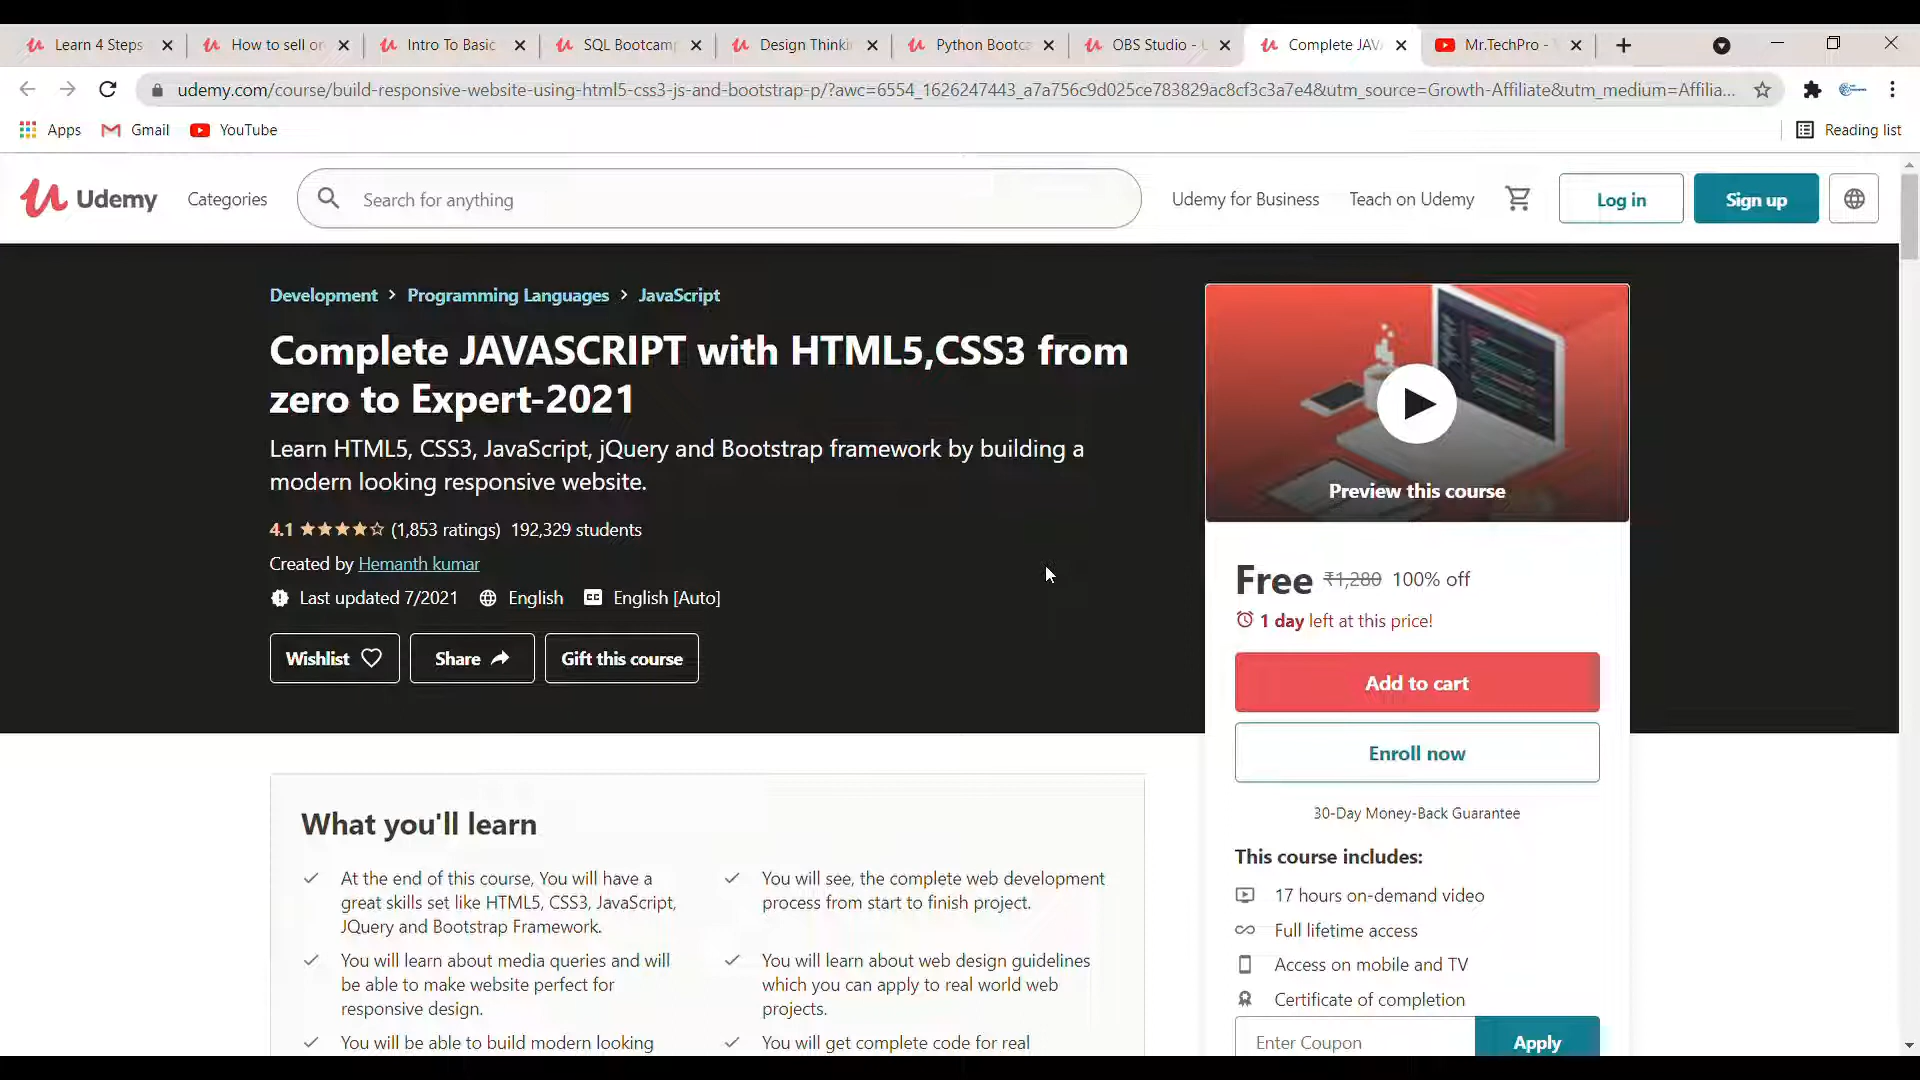 Learn 4 Steps
How to sell or
Intro To Basic
SQL Bootcamp
Design Thinki
Python Bootc
OBS Studio -
Complete JAV
Mr.TechPro -
udemy.com/course/build-responsive-website-using-html5-css3-js-and-bootstrap-p/?awc=6554_1626247443_a7a756c9d025ce783829ac8cf3c3a7e4&utm_source=Growth-Affiliate&utm_medium=Affilia...
Apps
Gmail
YouTube
Reading list
Udemy
Categories
Search for anything
Udemy for Business
Teach on Udemy
Log in
Sign up
Development > Programming Languages > JavaScript
Complete JAVASCRIPT with HTML5,CSS3 from
zero to Expert-2021
Learn HTML5, CSS3, JavaScript, jQuery and Bootstrap framework by building a
modern looking responsive website.
4.1 (1,853 ratings) 192,329 students
Created by Hemanth kumar
Last updated 7/2021 English CC English [Auto]
Wishlist
Share
Gift this course
Preview this course
Free ₹1,280 100% off
1 day left at this price!
Add to cart
Enroll now
30-Day Money-Back Guarantee
This course includes:
17 hours on-demand video
Full lifetime access
Access on mobile and TV
Certificate of completion
Enter Coupon
Apply
What you'll learn
At the end of this course, You will have a
great skills set like HTML5, CSS3, JavaScript,
JQuery and Bootstrap Framework.
You will see, the complete web development
process from start to finish project.
You will learn about media queries and will
be able to make website perfect for
responsive design.
You will learn about web design guidelines
which you can apply to real world web
projects.
You will be able to build modern looking
You will get complete code for real